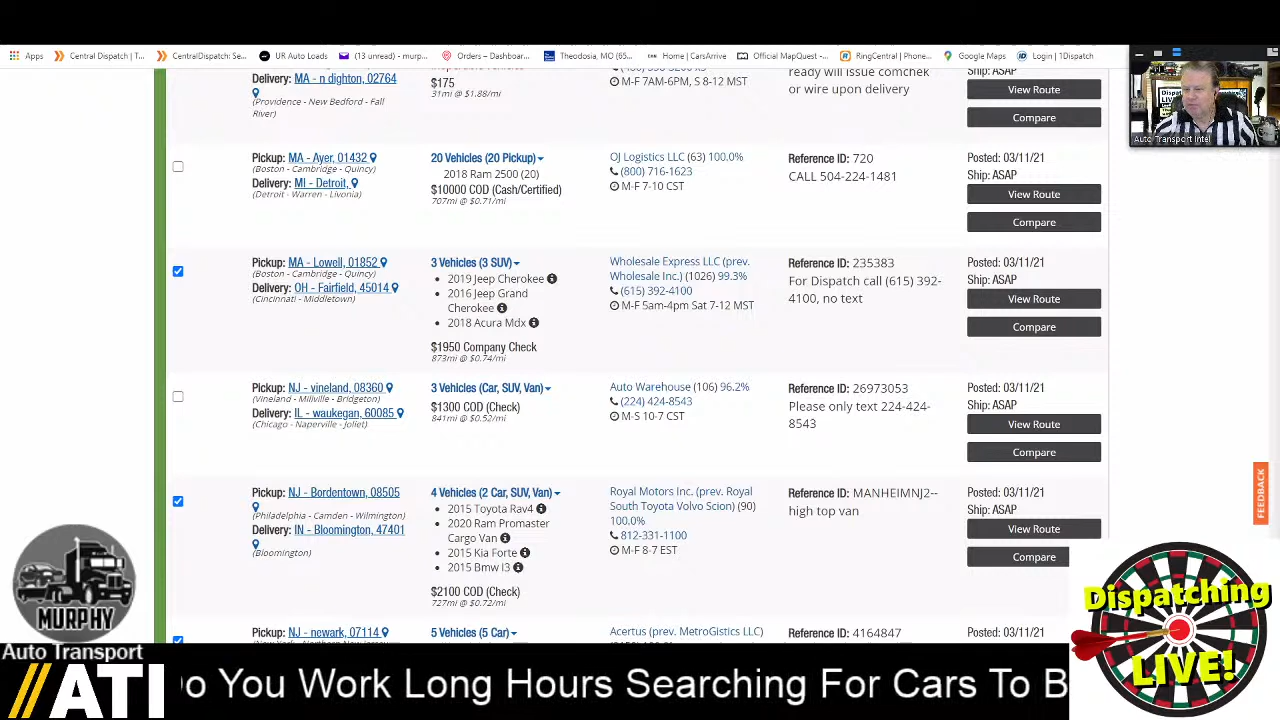 Apps
Central Dispatch | T...
CentralDispatch: Se...
UR Auto Loads
(13 unread) - murp...
Orders – Dashboar...
Theodosia, MO (65...
Home | CarsArrive
Official MapQuest -...
RingCentral | Phone...
Google Maps
Login | 1Dispatch
Delivery: MA - n dighton, 02764
(Providence - New Bedford - Fall
River)
$175
31mi @ $1.88/mi
M-F 7AM-6PM, S 8-12 MST
ready will issue comchek
or wire upon delivery
Ship: ASAP
View Route
Compare
Auto Transport Intel
Pickup: MA - Ayer, 01432
(Boston - Cambridge - Quincy)
Delivery: MI - Detroit,
(Detroit - Warren - Livonia)
20 Vehicles (20 Pickup)
2018 Ram 2500 (20)
$10000 COD (Cash/Certified)
707mi @ $0.71/mi
OJ Logistics LLC (63) 100.0%
(800) 716-1623
M-F 7-10 CST
Reference ID: 720
CALL 504-224-1481
Posted: 03/11/21
Ship: ASAP
View Route
Compare
Pickup: MA - Lowell, 01852
(Boston - Cambridge - Quincy)
Delivery: OH - Fairfield, 45014
(Cincinnati - Middletown)
3 Vehicles (3 SUV)
2019 Jeep Cherokee
2016 Jeep Grand
Cherokee
2018 Acura Mdx
$1950 Company Check
873mi @ $0.74/mi
Wholesale Express LLC (prev.
Wholesale Inc.) (1026) 99.3%
(615) 392-4100
M-F 5am-4pm Sat 7-12 MST
Reference ID: 235383
For Dispatch call (615) 392-
4100, no text
Posted: 03/11/21
Ship: ASAP
View Route
Compare
Pickup: NJ - vineland, 08360
(Vineland - Millville - Bridgeton)
Delivery: IL - waukegan, 60085
(Chicago - Naperville - Joliet)
3 Vehicles (Car, SUV, Van)
$1300 COD (Check)
841mi @ $0.52/mi
Auto Warehouse (106) 96.2%
(224) 424-8543
M-S 10-7 CST
Reference ID: 26973053
Please only text 224-424-
8543
Posted: 03/11/21
Ship: ASAP
View Route
Compare
Pickup: NJ - Bordentown, 08505
(Philadelphia - Camden - Wilmington)
Delivery: IN - Bloomington, 47401
(Bloomington)
4 Vehicles (2 Car, SUV, Van)
2015 Toyota Rav4
2020 Ram Promaster
Cargo Van
2015 Kia Forte
2015 Bmw I3
$2100 COD (Check)
727mi @ $0.72/mi
Royal Motors Inc. (prev. Royal
South Toyota Volvo Scion) (90)
100.0%
812-331-1100
M-F 8-7 EST
Reference ID: MANHEIMNJ2--
high top van
Posted: 03/11/21
Ship: ASAP
View Route
Compare
FEEDBACK
Pickup: NJ - newark, 07114
5 Vehicles (5 Car)
Acertus (prev. MetroGistics LLC)
Reference ID: 4164847
Posted: 03/11/21
MURPHY
Auto Transport
ATI
Dispatching
LIVE!
Do You Work Long Hours Searching For Cars To B